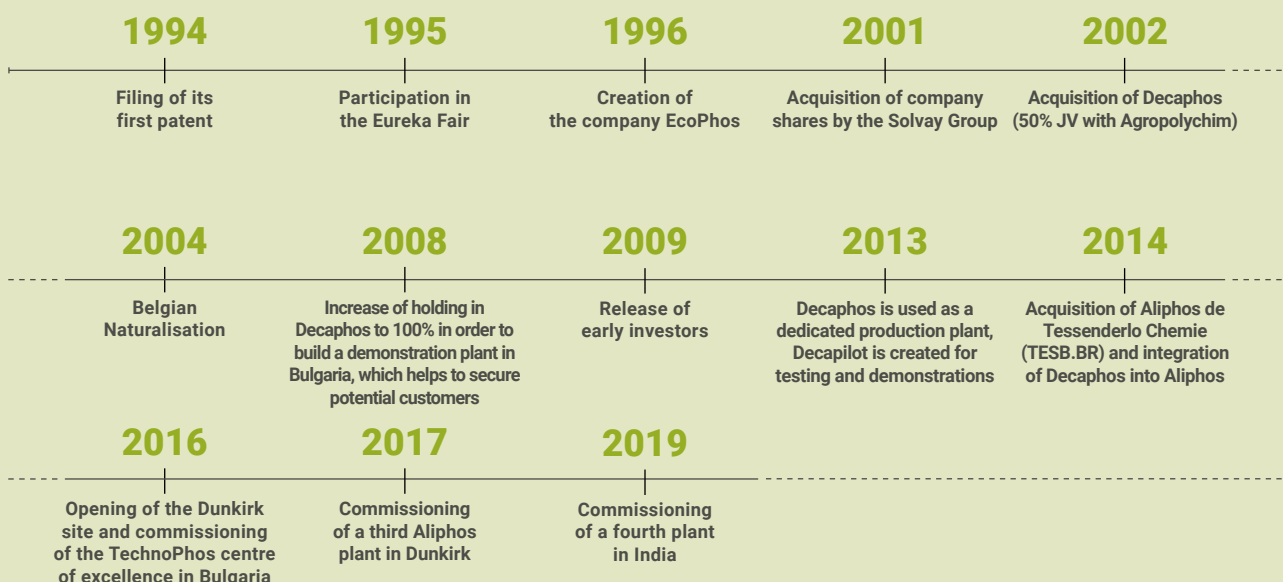 1994
Filing of its
first patent
1995
Participation in
the Eureka Fair
1996
Creation of
the company EcoPhos
2001
Acquisition of company
shares by the Solvay Group
2002
Acquisition of Decaphos
(50% JV with Agropolychim)
2004
Belgian
Naturalisation
2008
Increase of holding in
Decaphos to 100% in order to
build a demonstration plant in
Bulgaria, which helps to secure
potential customers
2009
Release of
early investors
2013
Decaphos is used as a
dedicated production plant,
Decapilot is created for
testing and demonstrations
2014
Acquisition of Aliphos de
Tessenderlo Chemie
(TESB.BR) and integration
of Decaphos into Aliphos
2016
Opening of the Dunkirk
site and commissioning
of the TechnoPhos centre
of excellence in Bulgaria
2017
Commissioning
of a third Aliphos
plant in Dunkirk
2019
Commissioning
of a fourth plant
in India